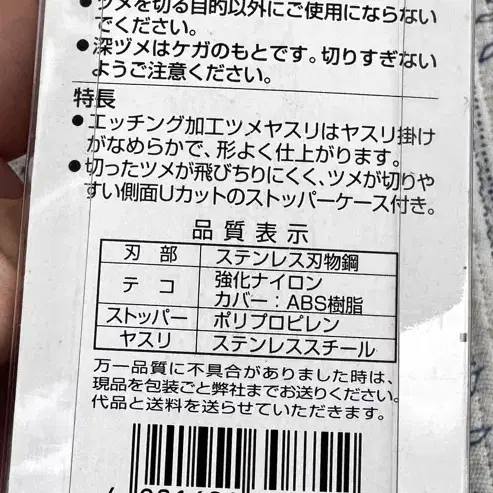 ●ツメを切る目的以外にご使用にならない
でください。
●深ヅメはケガのもとです。切りすぎない
ようご注意ください。
特長
●エッチング加工ツメヤスリはヤスリ掛け
がなめらかで、形よく仕上がります。
●切ったツメが飛びちりにくく、ツメが切りや
すい側面Uカットのストッパーケース付き。
品質表示
刃部 ステンレス刃物鋼
テコ 強化ナイロン
カバー：ABS樹脂
ストッパー ポリプロピレン
ヤスリ ステンレススチール
万一品質に不具合がありました時は、
現品を包装ごと弊社までお送りください。
代品と送料を送らせていただきます。